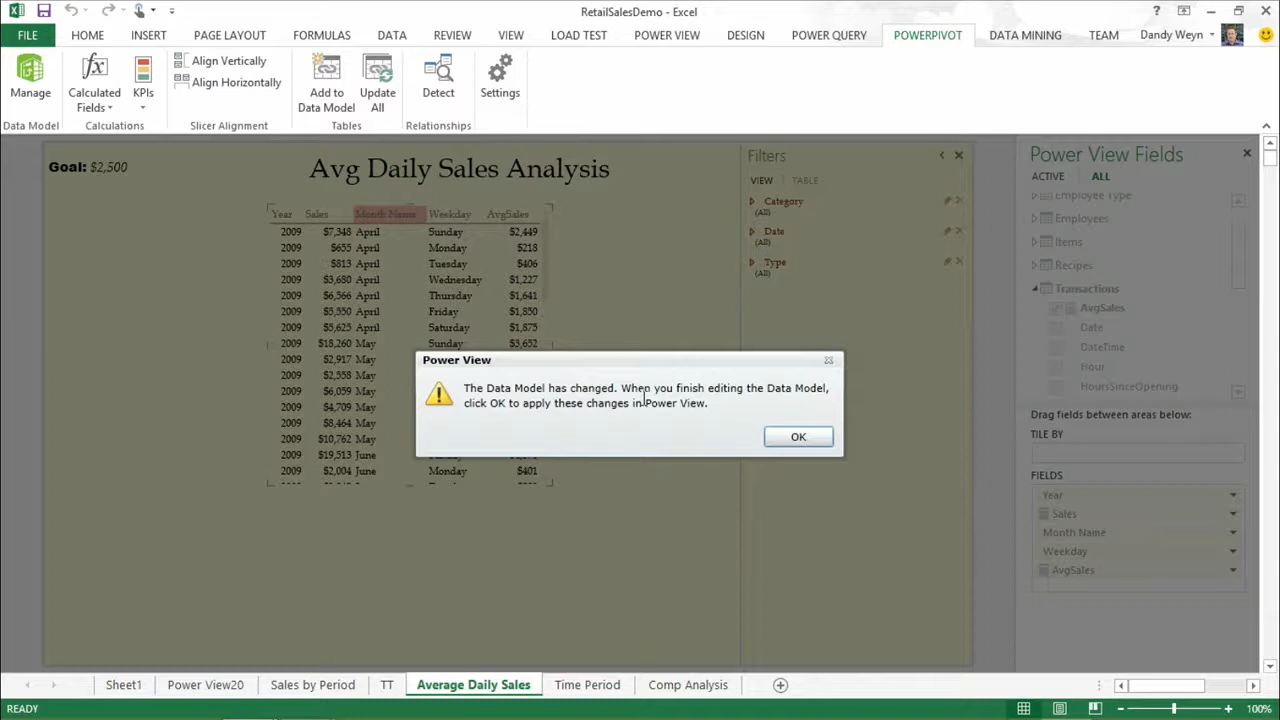 RetailSalesDemo - Excel
FILE HOME INSERT PAGE LAYOUT FORMULAS DATA REVIEW VIEW LOAD TEST POWER VIEW DESIGN POWER QUERY POWERPIVOT DATA MINING TEAM Dandy Weyn
Manage
Calculated Fields
KPIs
Align Vertically
Align Horizontally
Add to Data Model
Update All
Detect
Settings
Data Model Calculations Slicer Alignment Tables Relationships
Goal: $2,500
Avg Daily Sales Analysis
Year Sales Month Name Weekday AvgSales
2009 $7,348 April Sunday $2,449
2009 $655 April Monday $218
2009 $813 April Tuesday $406
2009 $3,680 April Wednesday $1,227
2009 $6,566 April Thursday $1,641
2009 $5,550 April Friday $1,850
2009 $5,625 April Saturday $1,875
2009 $18,260 May Sunday $3,652
2009 $2,917 May
2009 $2,558 May
2009 $6,059 May
2009 $4,709 May
2009 $8,464 May
2009 $10,762 May
2009 $19,513 June
2009 $2,004 June Monday $401
Filters
VIEW TABLE
Category
(All)
Date
(All)
Type
(All)
Power View
The Data Model has changed. When you finish editing the Data Model,
click OK to apply these changes in Power View.
OK
Power View Fields
ACTIVE ALL
Employee Type
Employees
Items
Recipes
Transactions
AvgSales
Date
DateTime
Hour
HoursSinceOpening
Drag fields between areas below:
TILE BY
FIELDS
Year
Sales
Month Name
Weekday
AvgSales
Sheet1 Power View20 Sales by Period TT Average Daily Sales Time Period Comp Analysis
READY 100%